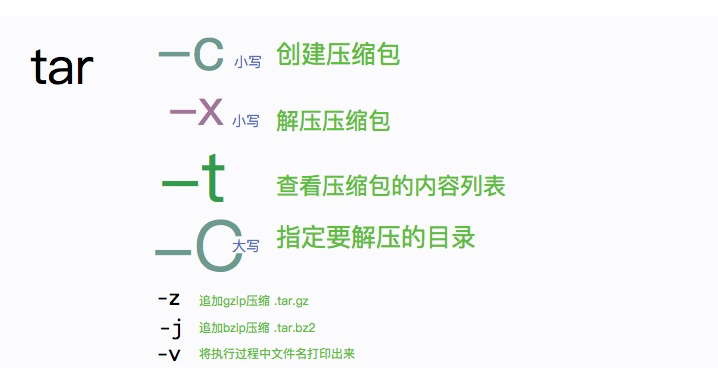 tar
-c 小写 创建压缩包
-x 小写 解压压缩包
-t 查看压缩包的内容列表
-C 大写 指定要解压的目录
-z 追加gzip压缩 .tar.gz
-j 追加bzip压缩 .tar.bz2
-v 将执行过程中文件名打印出来